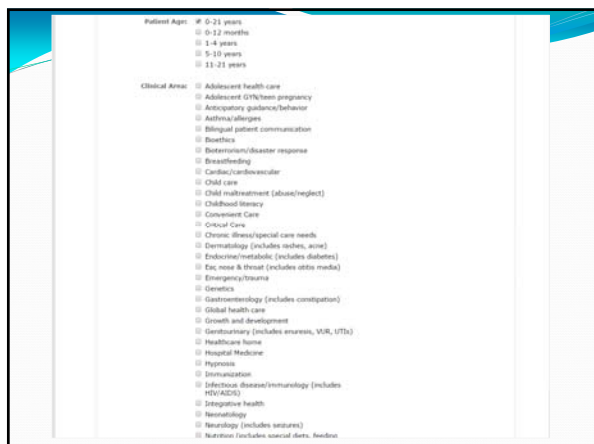 Patient Age: 0-21 years
0-12 months
1-4 years
5-10 years
11-21 years
Clinical Area: Adolescent health care
Adolescent GYN/teen pregnancy
Anticipatory guidance/behavior
Asthma/allergies
Bilingual patient communication
Bioethics
Bioterrorism/disaster response
Breastfeeding
Cardiac/cardiovascular
Child care
Child maltreatment (abuse/neglect)
Childhood literacy
Convenient Care
Critical Care
Chronic illness/special care needs
Dermatology (includes rashes, acne)
Endocrine/metabolic (includes diabetes)
Ear, nose & throat (includes otitis media)
Emergency/trauma
Genetics
Gastroenterology (includes constipation)
Global health care
Growth and development
Genitourinary (includes enuresis, VUR, UTIs)
Healthcare home
Hospital Medicine
Hypnosis
Immunization
Infectious disease/immunology (includes
HIV/AIDS)
Integrative health
Neonatology
Neurology (includes seizures)
Nutrition (includes special diets, feeding